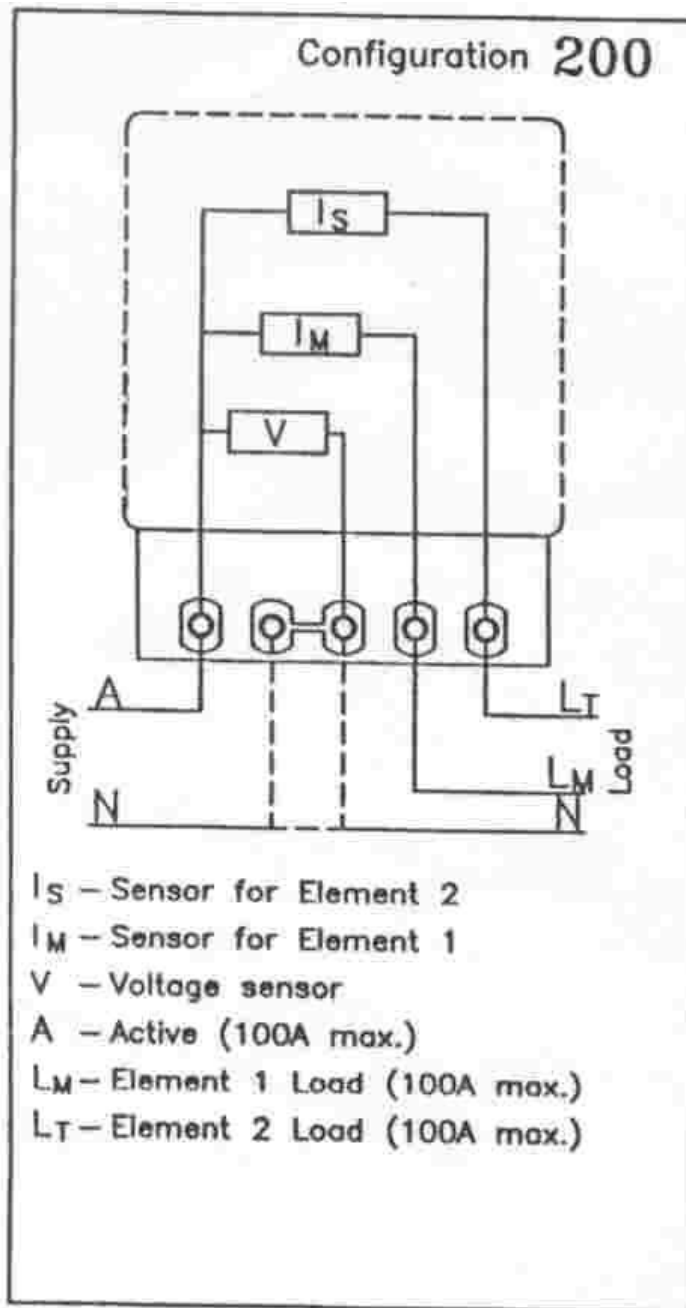 Configuration 200
IS
IM
V
A
LT
Supply
Load
LM
N
N
IS – Sensor for Element 2
IM – Sensor for Element 1
V – Voltage sensor
A – Active (100A max.)
LM – Element 1 Load (100A max.)
LT – Element 2 Load (100A max.)